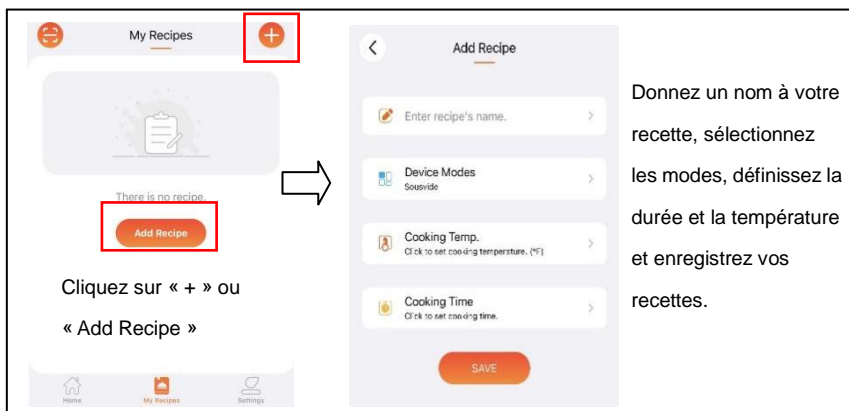 My Recipes
There is no recipe.
Add Recipe
Cliquez sur « + » ou
« Add Recipe »
Home
My Recipes
Settings
Add Recipe
Enter recipe's name.
Device Modes
Sousvide
Cooking Temp.
Click to set cooking temperature. (°F)
Cooking Time
Click to set cooking time.
SAVE
Donnez un nom à votre
recette, sélectionnez
les modes, définissez la
durée et la température
et enregistrez vos
recettes.